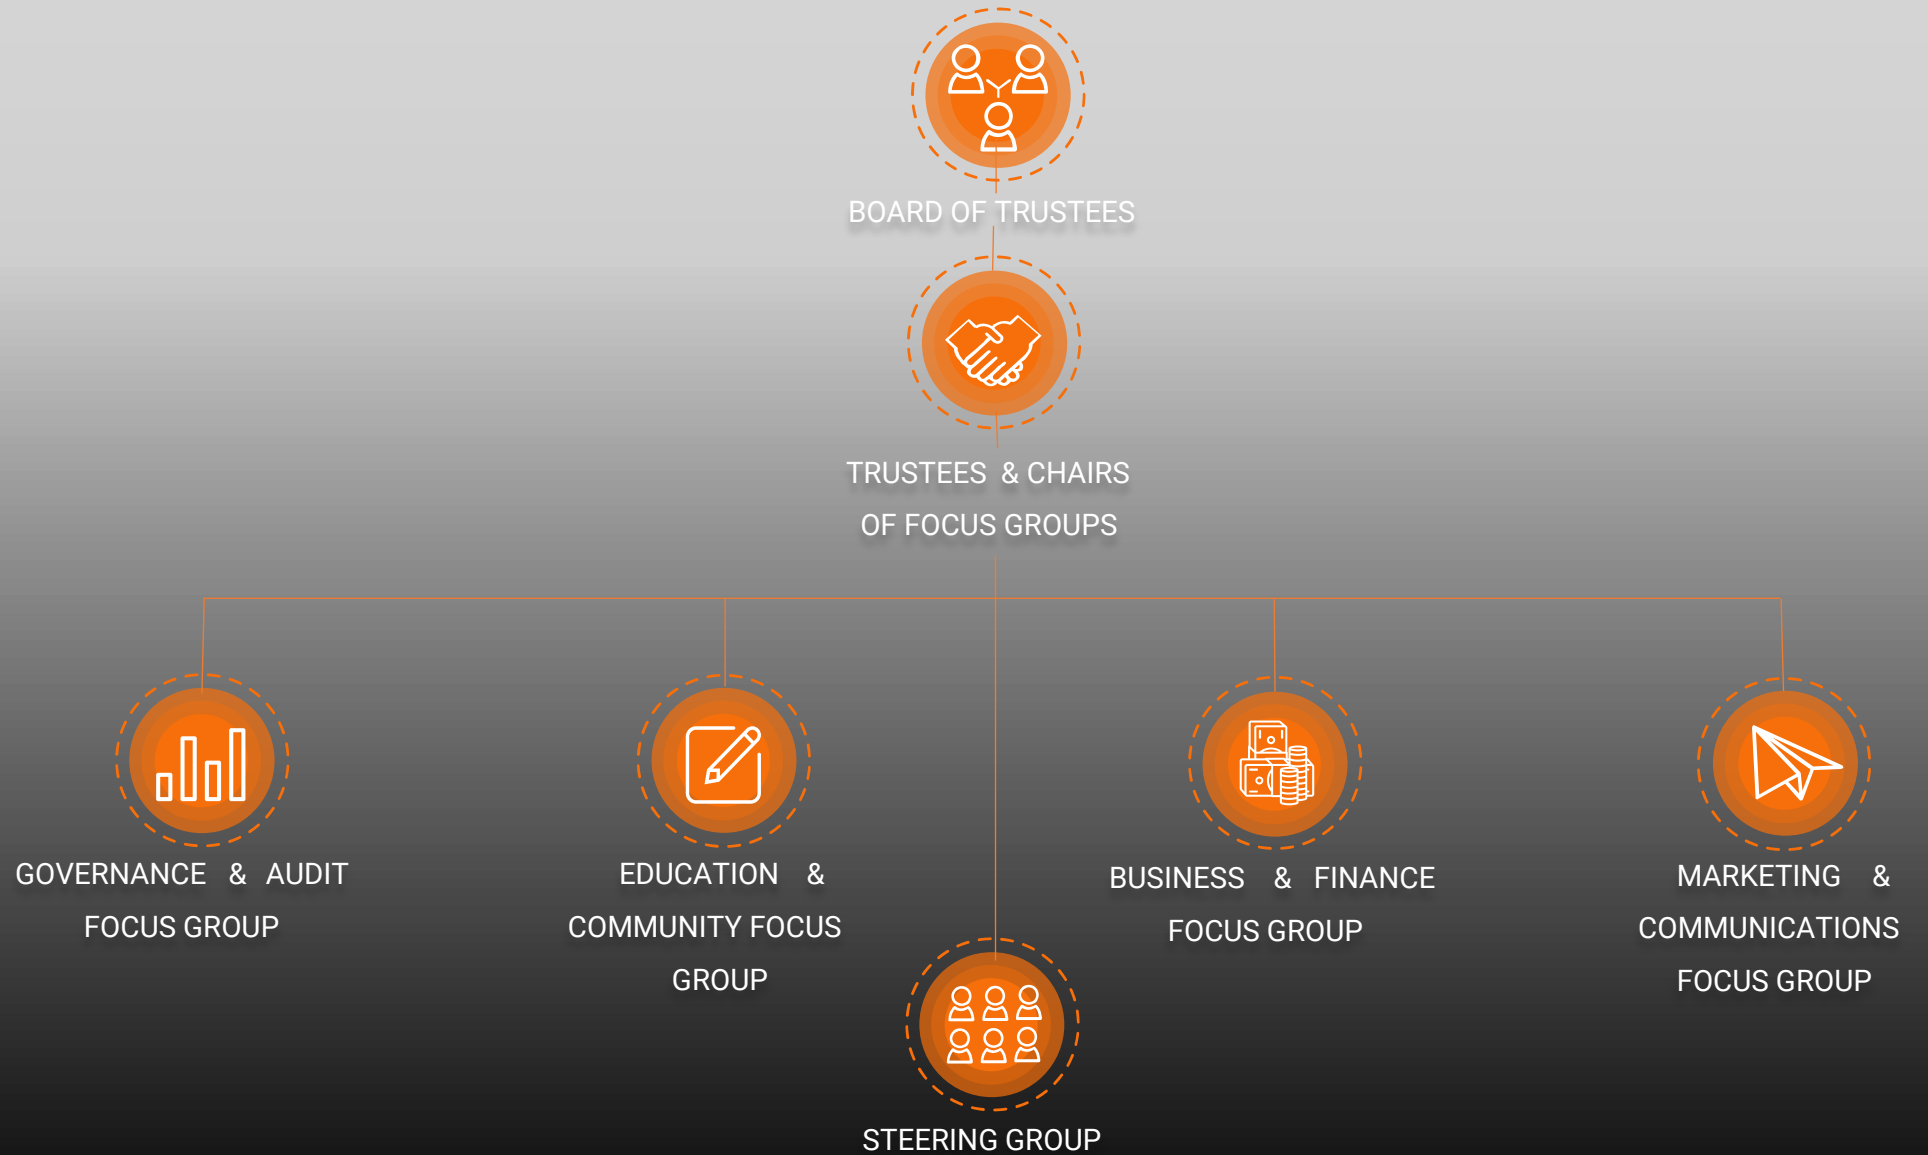 BOARD OF TRUSTEES
TRUSTEES & CHAIRS
OF FOCUS GROUPS
GOVERNANCE & AUDIT
FOCUS GROUP
EDUCATION &
COMMUNITY FOCUS
GROUP
BUSINESS & FINANCE
FOCUS GROUP
MARKETING &
COMMUNICATIONS
FOCUS GROUP
STEERING GROUP